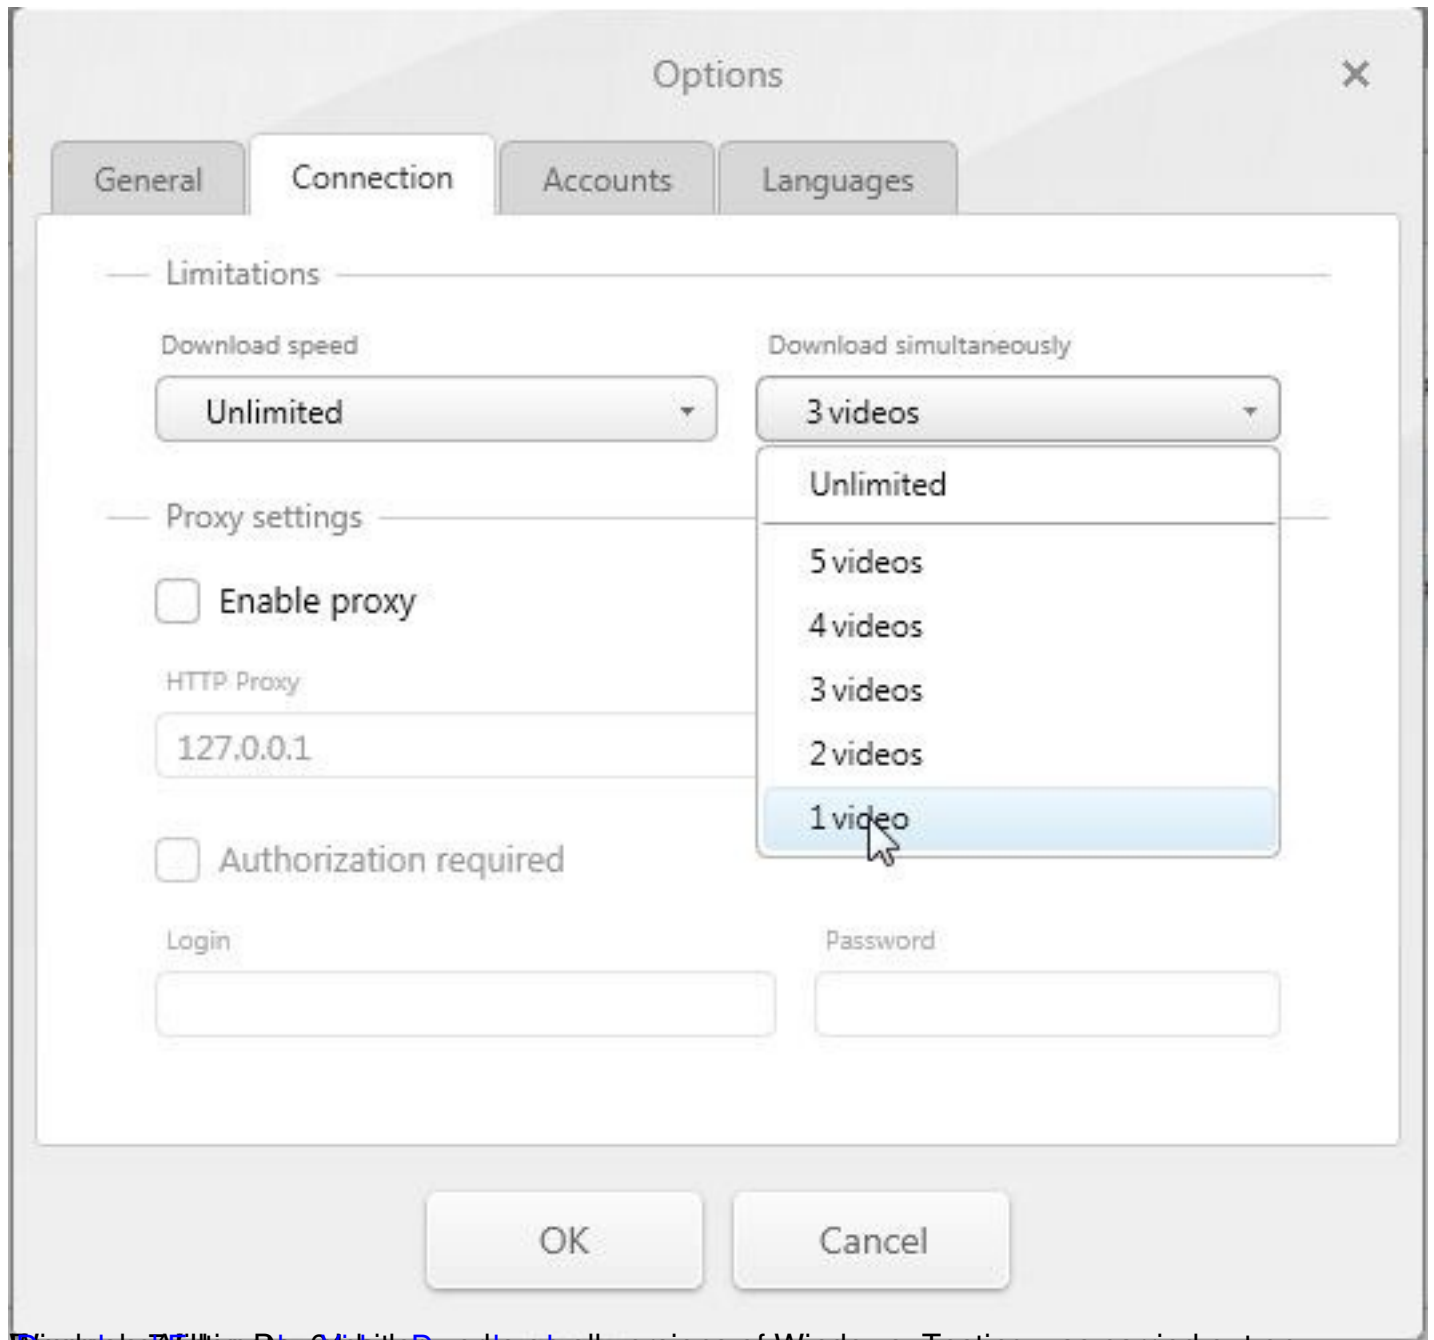 Options
General
Connection
Accounts
Languages
Limitations
Download speed
Download simultaneously
Unlimited
3 videos
Unlimited
Proxy settings
5 videos
Enable proxy
4 videos
HTTP Proxy
3 videos
127.0.0.1
2 videos
1 video
Authorization required
Login
Password
OK
Cancel